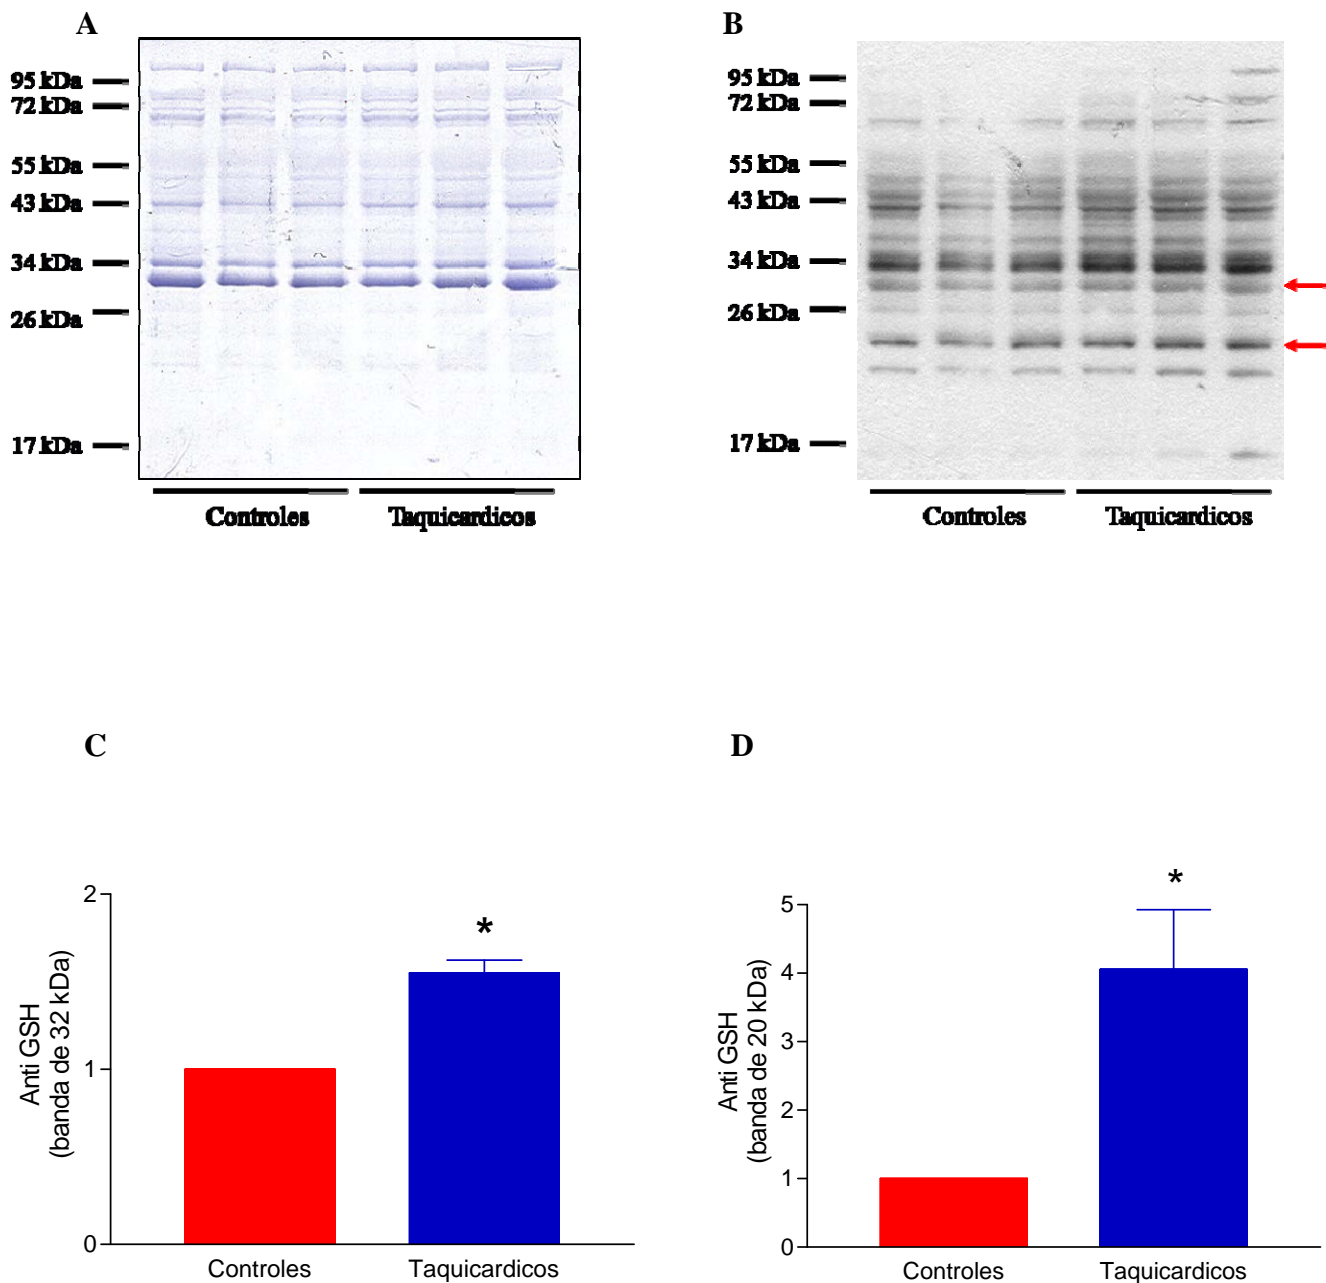 A
95 kDa
72 kDa
55 kDa
43 kDa
34 kDa
26 kDa
17 kDa
Controles
Taquicardicos
B
95 kDa
72 kDa
55 kDa
43 kDa
34 kDa
26 kDa
17 kDa
Controles
Taquicardicos
C
Anti GSH
(banda de 32 kDa)
2
1
0
*
Controles
Taquicardicos
D
Anti GSH
(banda de 20 kDa)
5
4
3
2
1
0
*
Controles
Taquicardicos